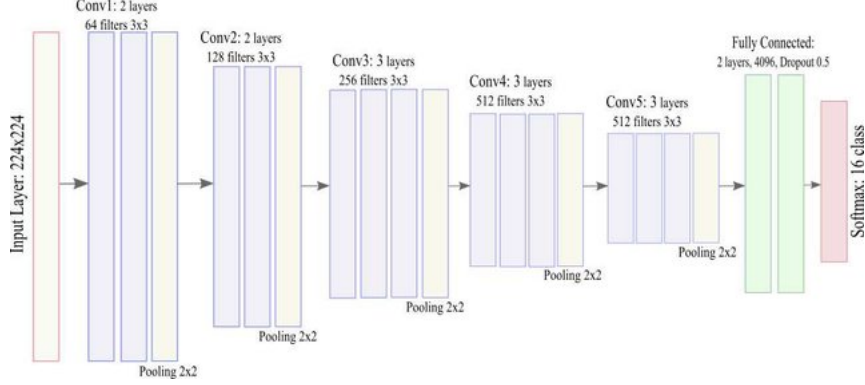 Input Layer: 224x224
Conv1: 2 layers
64 filters 3x3
Pooling 2x2
Conv2: 2 layers
128 filters 3x3
Pooling 2x2
Conv3: 3 layers
256 filters 3x3
Pooling 2x2
Conv4: 3 layers
512 filters 3x3
Pooling 2x2
Conv5: 3 layers
512 filters 3x3
Pooling 2x2
Fully Connected:
2 layers, 4096, Dropout 0.5
Softmax: 16 class